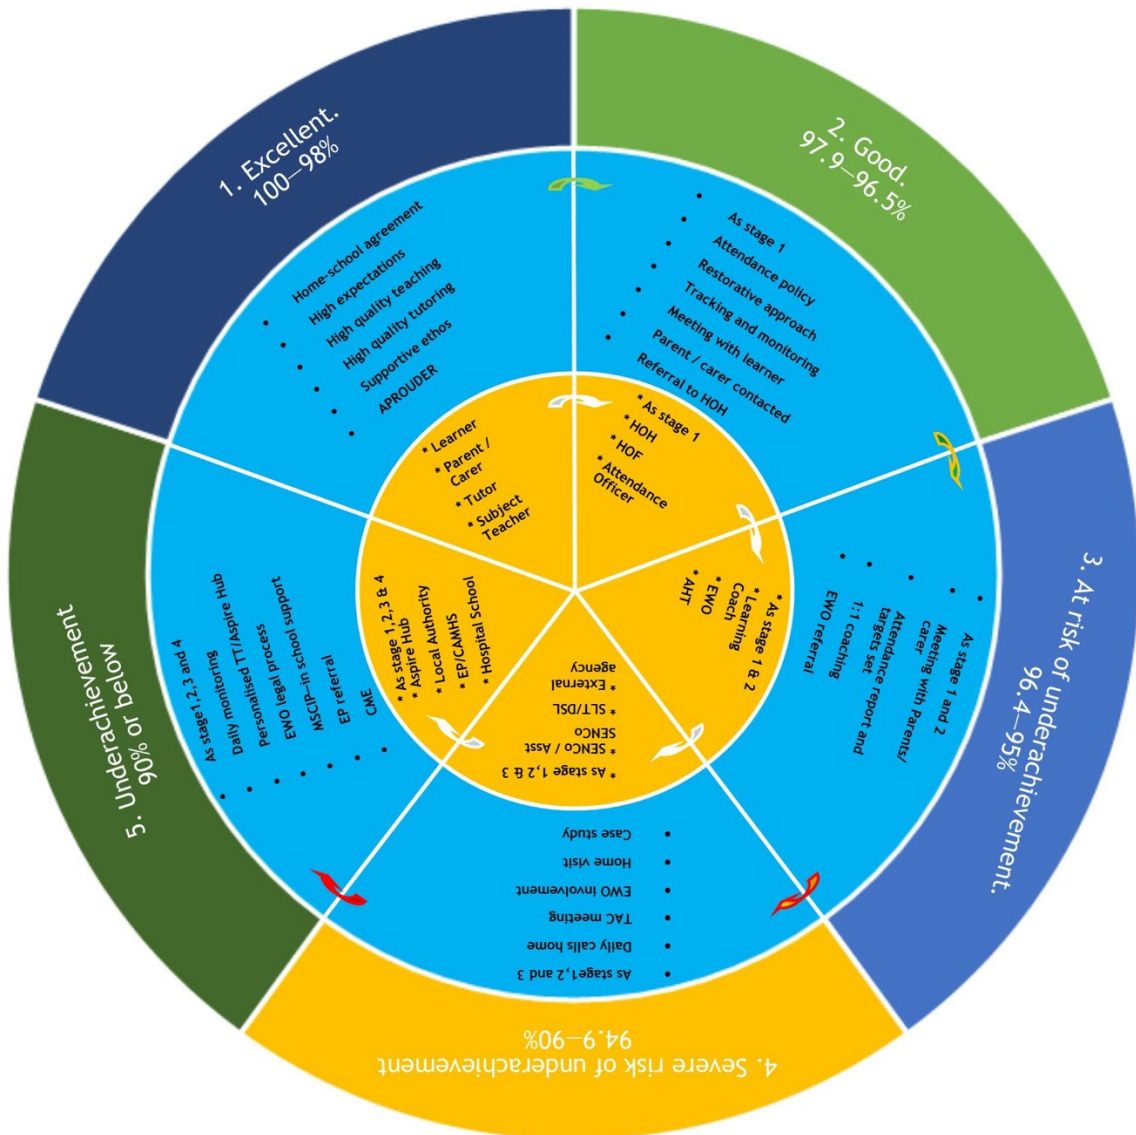 1. Excellent.
100–98%
• Home-school agreement
• High expectations
• High quality teaching
• High quality tutoring
• Supportive ethos
• APROUDER
* Learner
* Parent /
Carer
* Tutor
* Subject
Teacher
2. Good.
97.9–96.5%
• As stage 1
• Attendance policy
• Restorative approach
• Tracking and monitoring
• Meeting with learner
• Parent / carer contacted
• Referral to HOH
* As stage 1
* HOH
* HOF
* Attendance
Officer
3. At risk of underachievement.
96.4–95%
• As stage 1 and 2
• Meeting with Parents/
carer
• Attendance report and
targets set
• 1:1 coaching
• EWO referral
* As stage 1 & 2
* Learning
Coach
* EWO
* AHT
4. Severe risk of underachievement
94.9–90%
• As stage1,2 and 3
• Daily calls home
• TAC meeting
• EWO involvement
• Home visit
• Case study
* As stage 1,2 & 3
* SENCo / Asst
SENCo
* SLT/DSL
* External
agency
5. Underachievement
90% or below
• As stage1,2,3 and 4
• Daily monitoring
• Personalised TT/Aspire Hub
• EWO legal process
• MSCIP–in school support
• EP referral
• CME
* As stage 1,2,3 & 4
* Aspire Hub
* Local Authority
* EP/CAMHS
* Hospital School